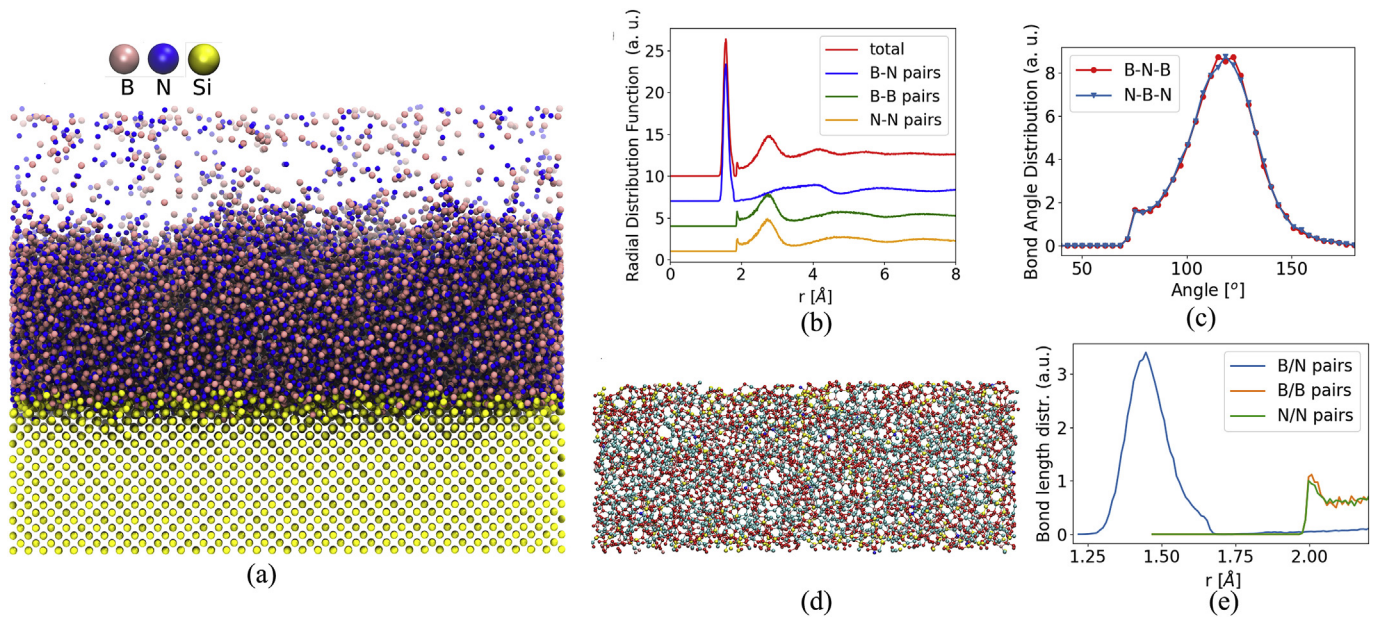 B N Si
(a)
Radial Distribution Function (a. u.)
25
20
15
10
5
0
0 2 4 6 8
r [Å]
total
B-N pairs
B-B pairs
N-N pairs
(b)
Bond Angle Distribution (a. u.)
8
6
4
2
0
50 100 150
Angle [°]
B-N-B
N-B-N
(c)
(d)
Bond length distr. (a.u.)
3
2
1
0
1.25 1.50 1.75 2.00
r [Å]
B/N pairs
B/B pairs
N/N pairs
(e)